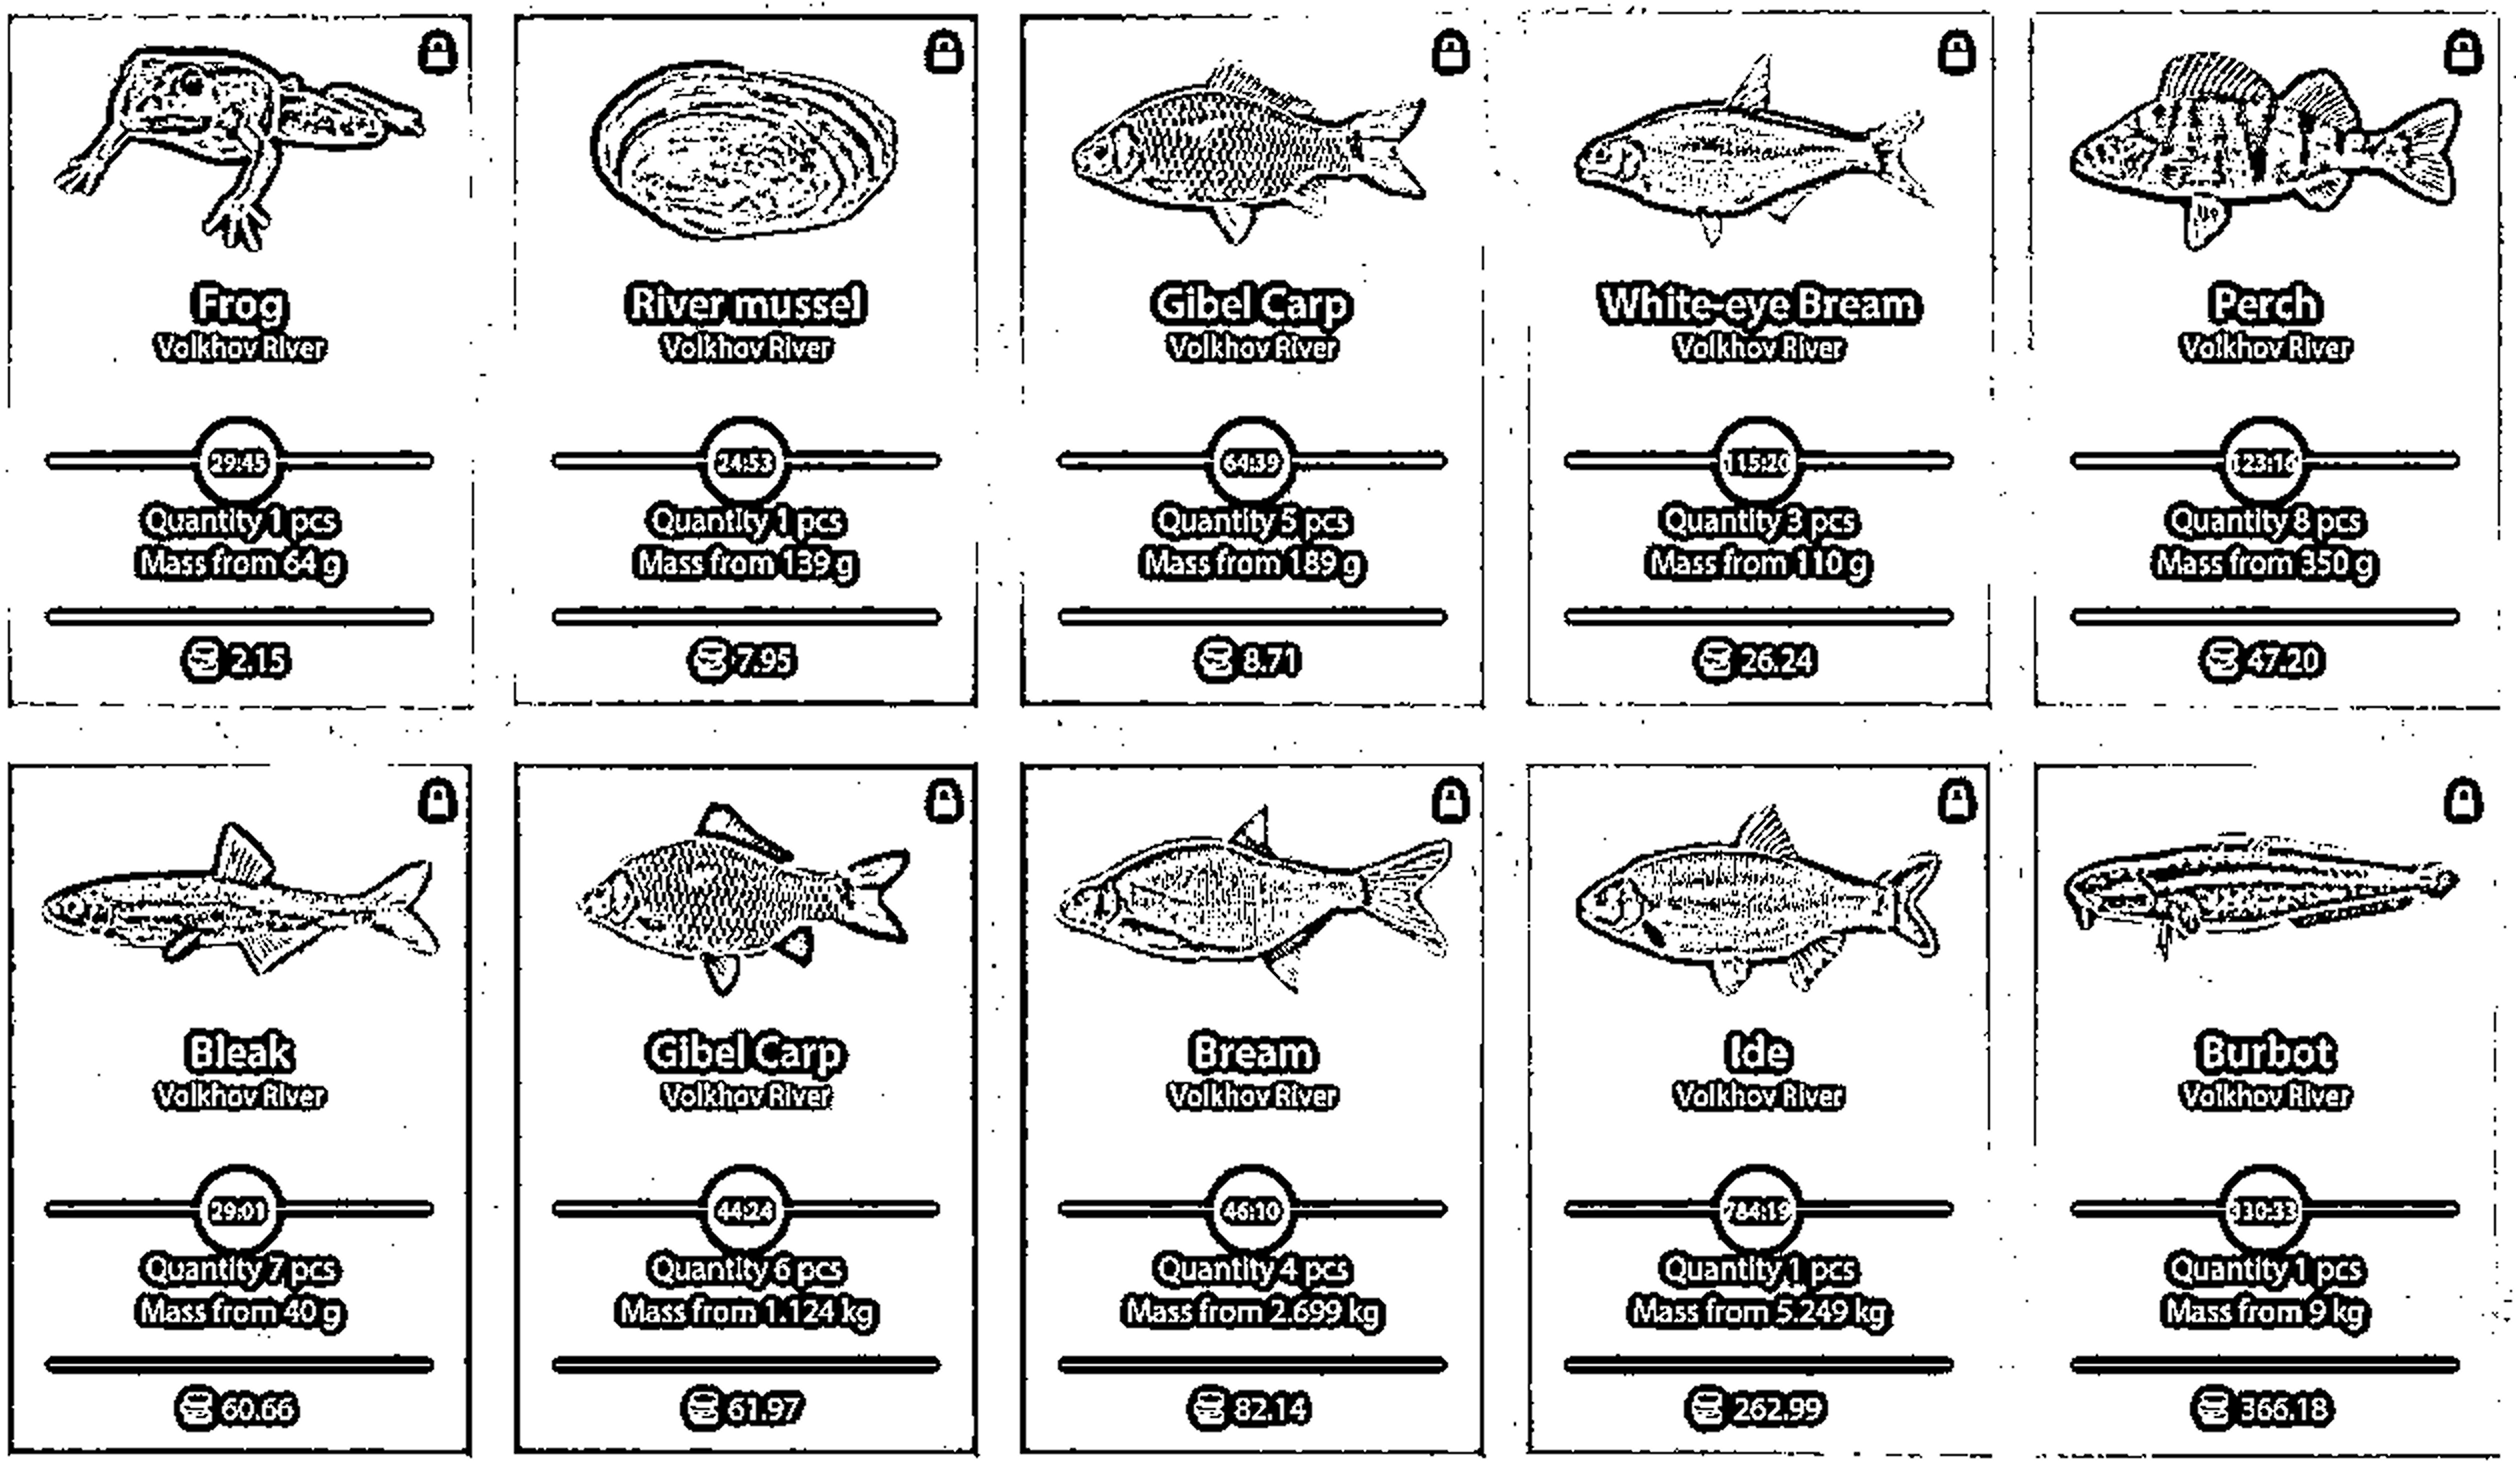 Frog
Volkhov River
29:45
Quantity 1 pcs
Mass from 64 g
2.15
River mussel
Volkhov River
24:53
Quantity 1 pcs
Mass from 139 g
7.95
Gibel Carp
Volkhov River
64:39
Quantity 5 pcs
Mass from 189 g
8.71
White-eye Bream
Volkhov River
115:20
Quantity 3 pcs
Mass from 110 g
26.24
Perch
Volkhov River
Quantity 8 pcs
Mass from 350 g
47.20
Bleak
Volkhov River
29:01
Quantity 7 pcs
Mass from 40 g
60.66
Gibel Carp
Volkhov River
44:24
Quantity 6 pcs
Mass from 1.124 kg
61.97
Bream
Volkhov River
46:10
Quantity 4 pcs
Mass from 2.699 kg
82.14
Ide
Volkhov River
Quantity 1 pcs
Mass from 5.249 kg
262.99
Burbot
Volkhov River
Quantity 1 pcs
Mass from 9 kg
366.18